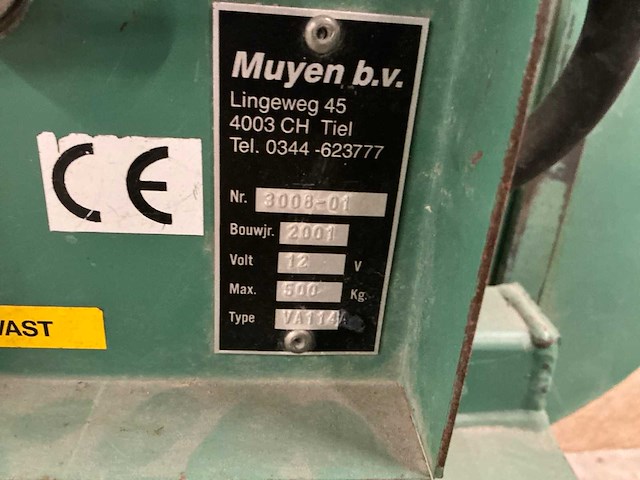 Muyen b.v.
Lingeweg 45
4003 CH Tiel
Tel. 0344-623777
CE
Nr. 3008-01
Bouwjr. 2001
Volt 12 V
Max. 500 Kg.
Type VA114
VAST